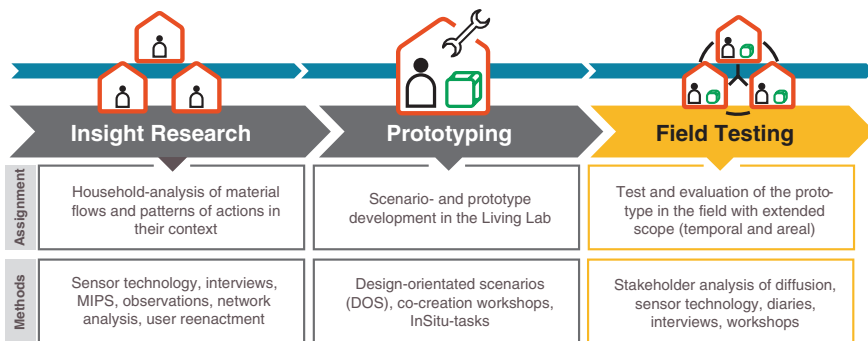 Insight Research
Prototyping
Field Testing
Assignment
Household-analysis of material
flows and patterns of actions in
their context
Scenario- and prototype
development in the Living Lab
Test and evaluation of the proto-
type in the field with extended
scope (temporal and areal)
Methods
Sensor technology, interviews,
MIPS, observations, network
analysis, user reenactment
Design-orientated scenarios
(DOS), co-creation workshops,
InSitu-tasks
Stakeholder analysis of diffusion,
sensor technology, diaries,
interviews, workshops